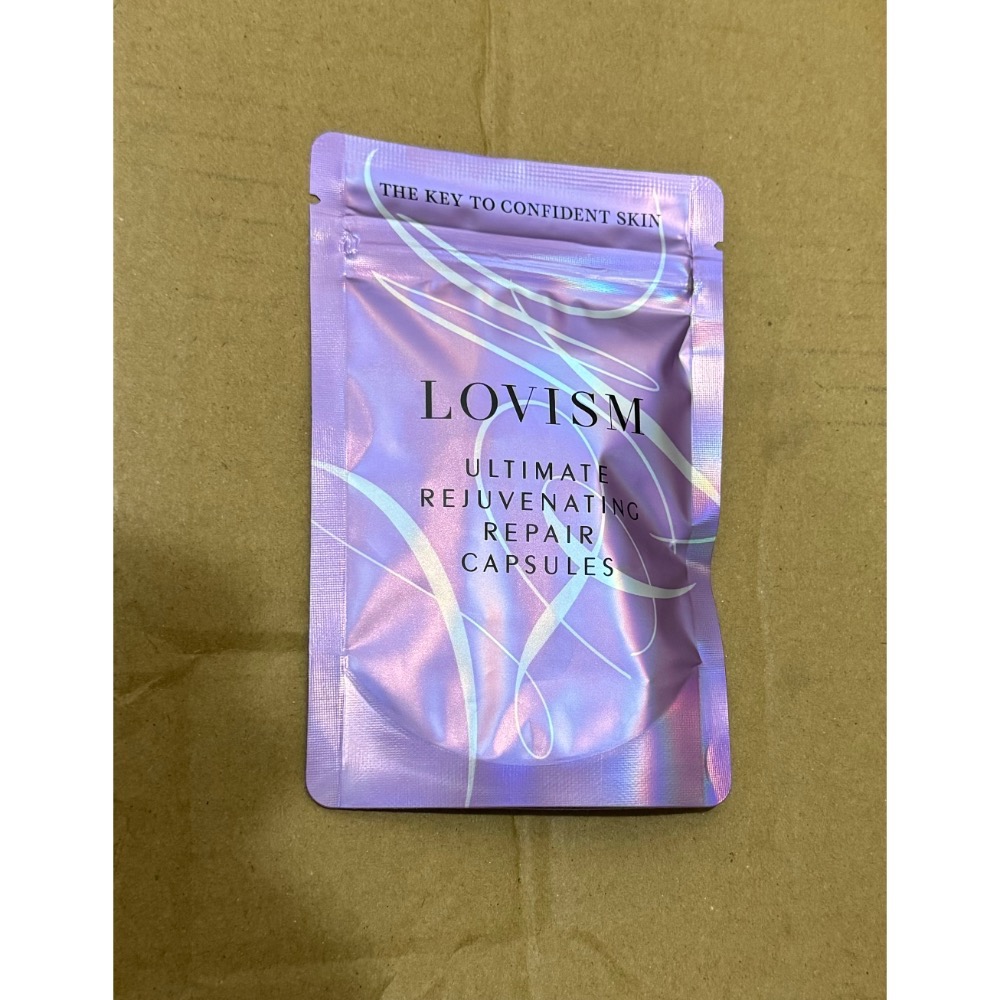 THE KEY TO CONFIDENT SKIN
LOVISM
ULTIMATE
REJUVENATING
REPAIR
CAPSULES